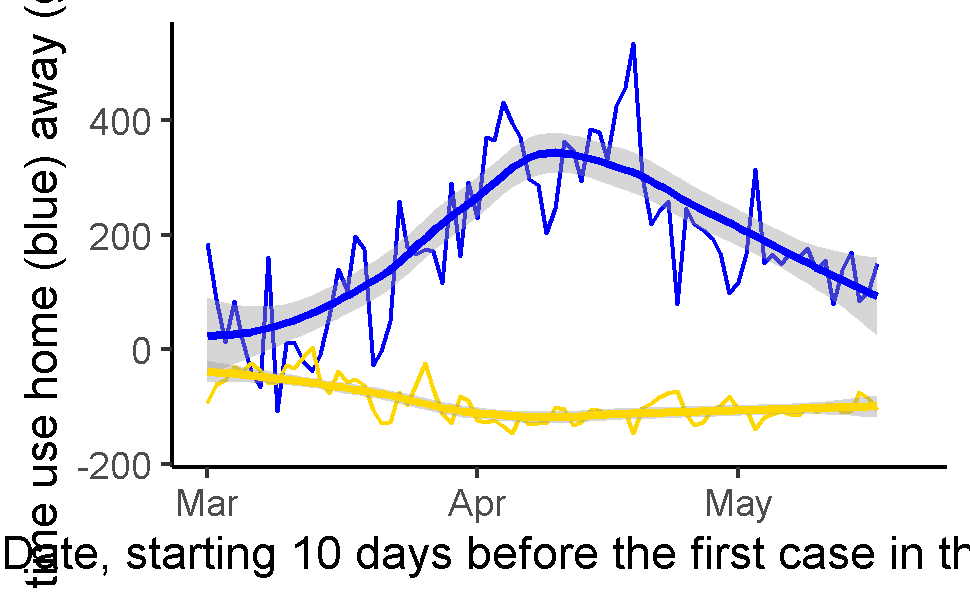 time use home (blue) away (
400
200
0
-200
Mar Apr May
Date, starting 10 days before the first case in th